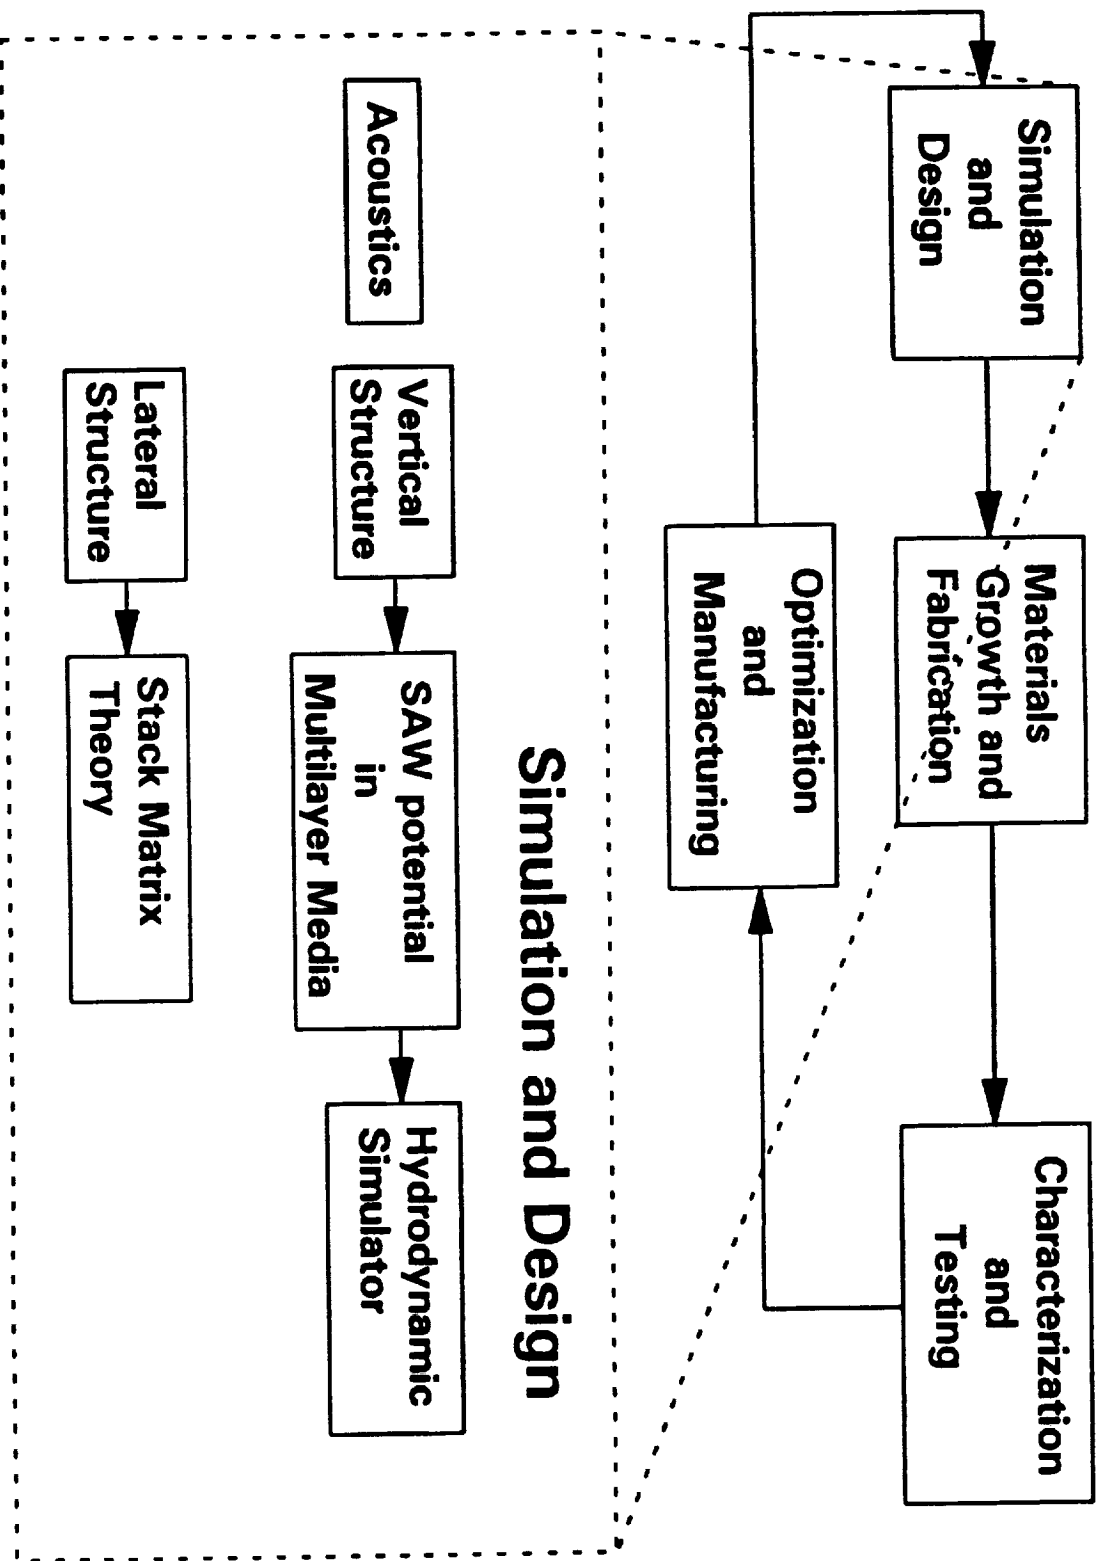 Simulation
and
Design
Materials
Growth and
Fabrication
Characterization
and
Testing
Optimization
and
Manufacturing
Simulation and Design
Acoustics
Vertical
Structure
SAW potential
in
Multilayer Media
Hydrodynamic
Simulator
Lateral
Structure
Stack Matrix
Theory